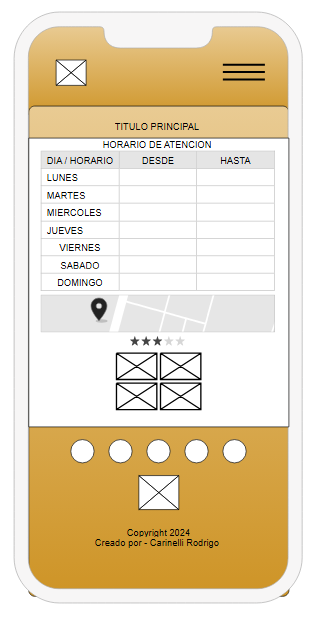 TITULO PRINCIPAL
HORARIO DE ATENCION
DIA / HORARIO DESDE HASTA
LUNES
MARTES
MIERCOLES
JUEVES
VIERNES
SABADO
DOMINGO
Copyright 2024
Creado por - Carinelli Rodrigo